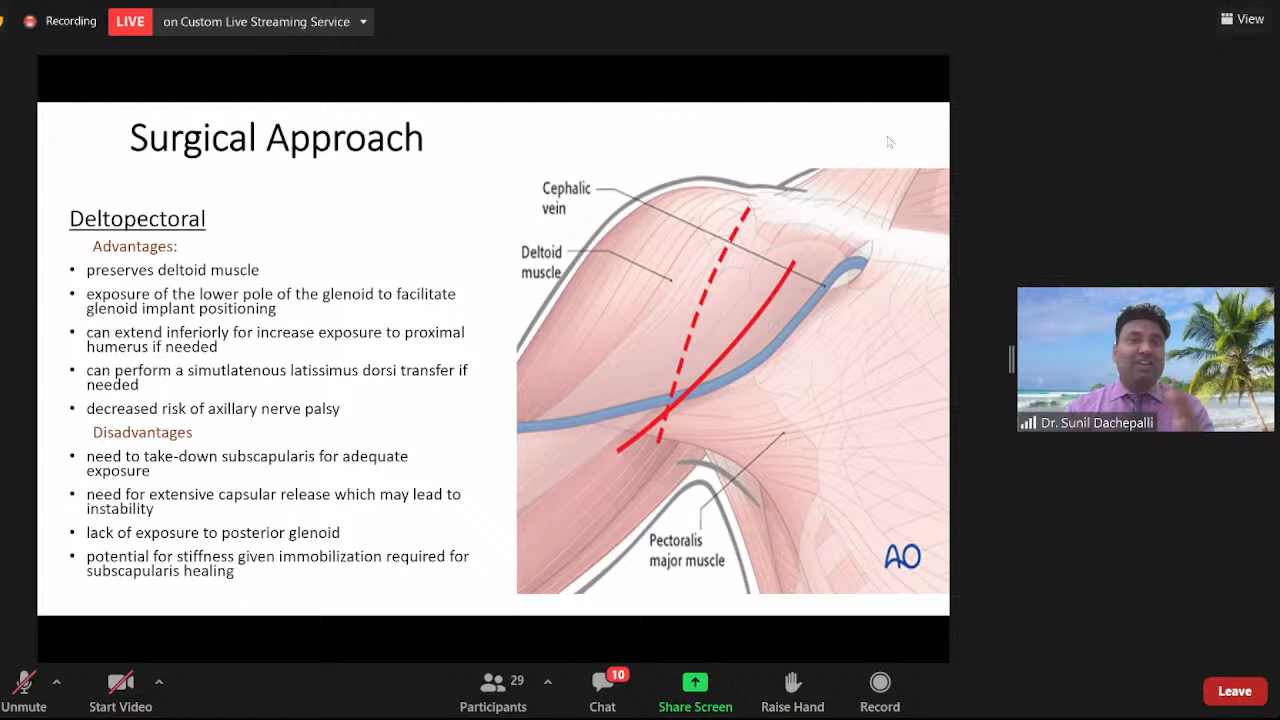 Recording
LIVE
on Custom Live Streaming Service
View
Surgical Approach
Deltopectoral
Advantages:
• preserves deltoid muscle
• exposure of the lower pole of the glenoid to facilitate
glenoid implant positioning
• can extend inferiorly for increase exposure to proximal
humerus if needed
• can perform a simutlatenous latissimus dorsi transfer if
needed
• decreased risk of axillary nerve palsy
Disadvantages
• need to take-down subscapularis for adequate
exposure
• need for extensive capsular release which may lead to
instability
• lack of exposure to posterior glenoid
• potential for stiffness given immobilization required for
subscapularis healing
Cephalic
vein
Deltoid
muscle
Pectoralis
major muscle
AO
Dr. Sunil Dachepalli
Unmute
Start Video
29
Participants
10
Chat
Share Screen
Raise Hand
Record
Leave